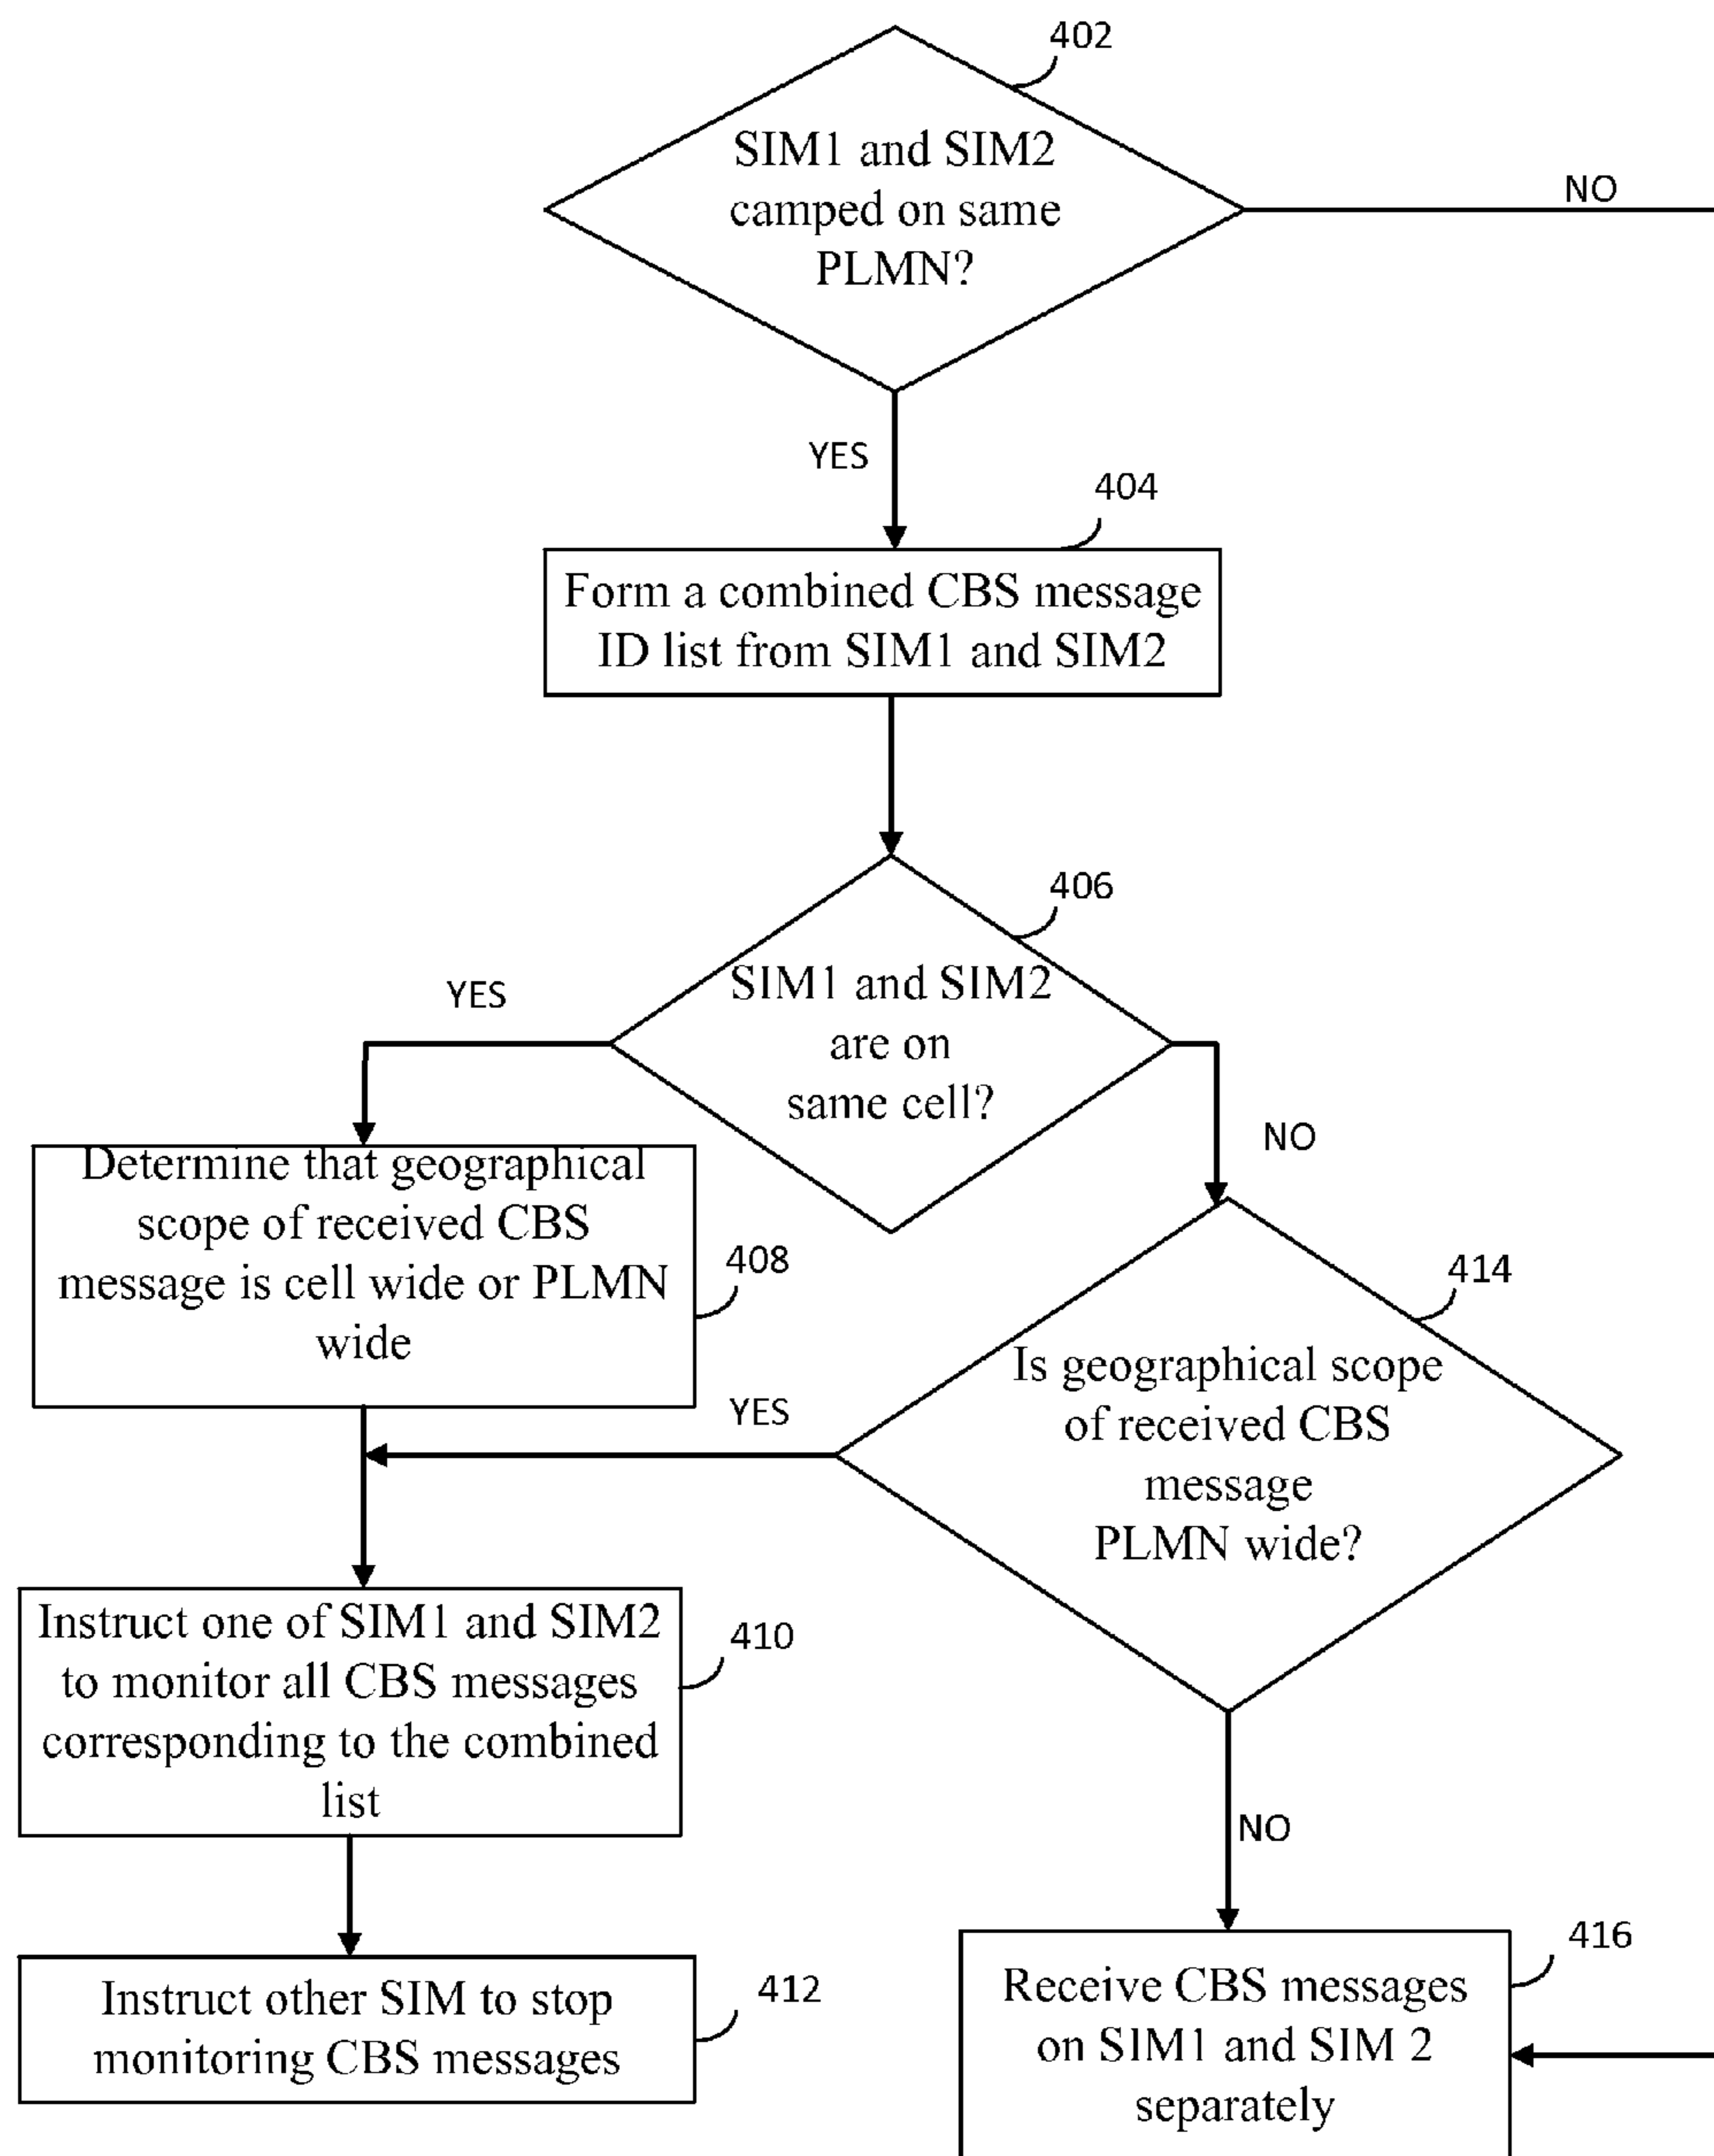 402
SIM1 and SIM2
camped on same
PLMN?
NO
YES
404
Form a combined CBS message
ID list from SIM1 and SIM2
406
SIM1 and SIM2
are on
same cell?
YES
NO
Determine that geographical
scope of received CBS
message is cell wide or PLMN
wide
408
414
Is geographical scope
of received CBS
message
PLMN wide?
YES
Instruct one of SIM1 and SIM2
to monitor all CBS messages
corresponding to the combined
list
410
NO
Instruct other SIM to stop
monitoring CBS messages
412
416
Receive CBS messages
on SIM1 and SIM 2
separately